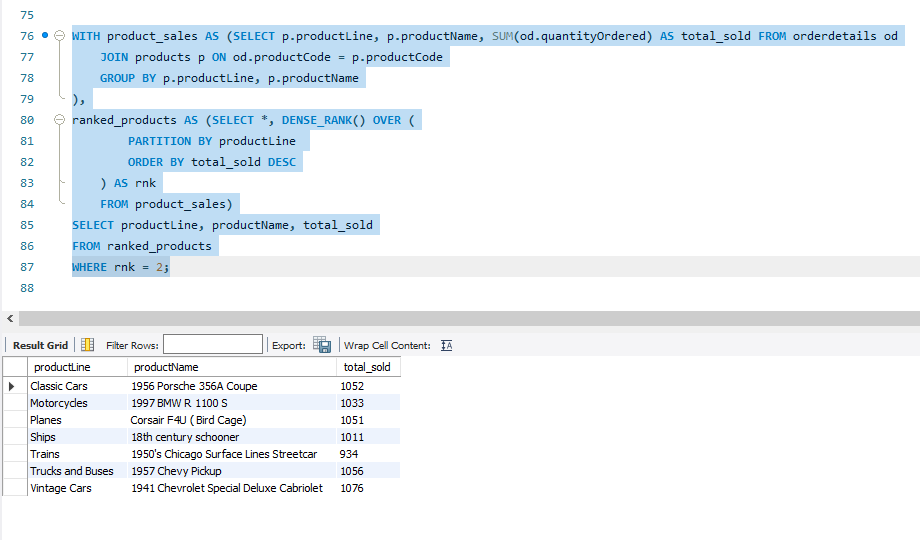 75
76 WITH product_sales AS (SELECT p.productLine, p.productName, SUM(od.quantityOrdered) AS total_sold FROM orderdetails od
77 JOIN products p ON od.productCode = p.productCode
78 GROUP BY p.productLine, p.productName
79 ),
80 ranked_products AS (SELECT *, DENSE_RANK() OVER (
81 PARTITION BY productLine
82 ORDER BY total_sold DESC
83 ) AS rnk
84 FROM product_sales)
85 SELECT productLine, productName, total_sold
86 FROM ranked_products
87 WHERE rnk = 2;
88
Result Grid Filter Rows: Export: Wrap Cell Content:
productLine productName total_sold
Classic Cars 1956 Porsche 356A Coupe 1052
Motorcycles 1997 BMW R 1100 S 1033
Planes Corsair F4U ( Bird Cage) 1051
Ships 18th century schooner 1011
Trains 1950's Chicago Surface Lines Streetcar 934
Trucks and Buses 1957 Chevy Pickup 1056
Vintage Cars 1941 Chevrolet Special Deluxe Cabriolet 1076